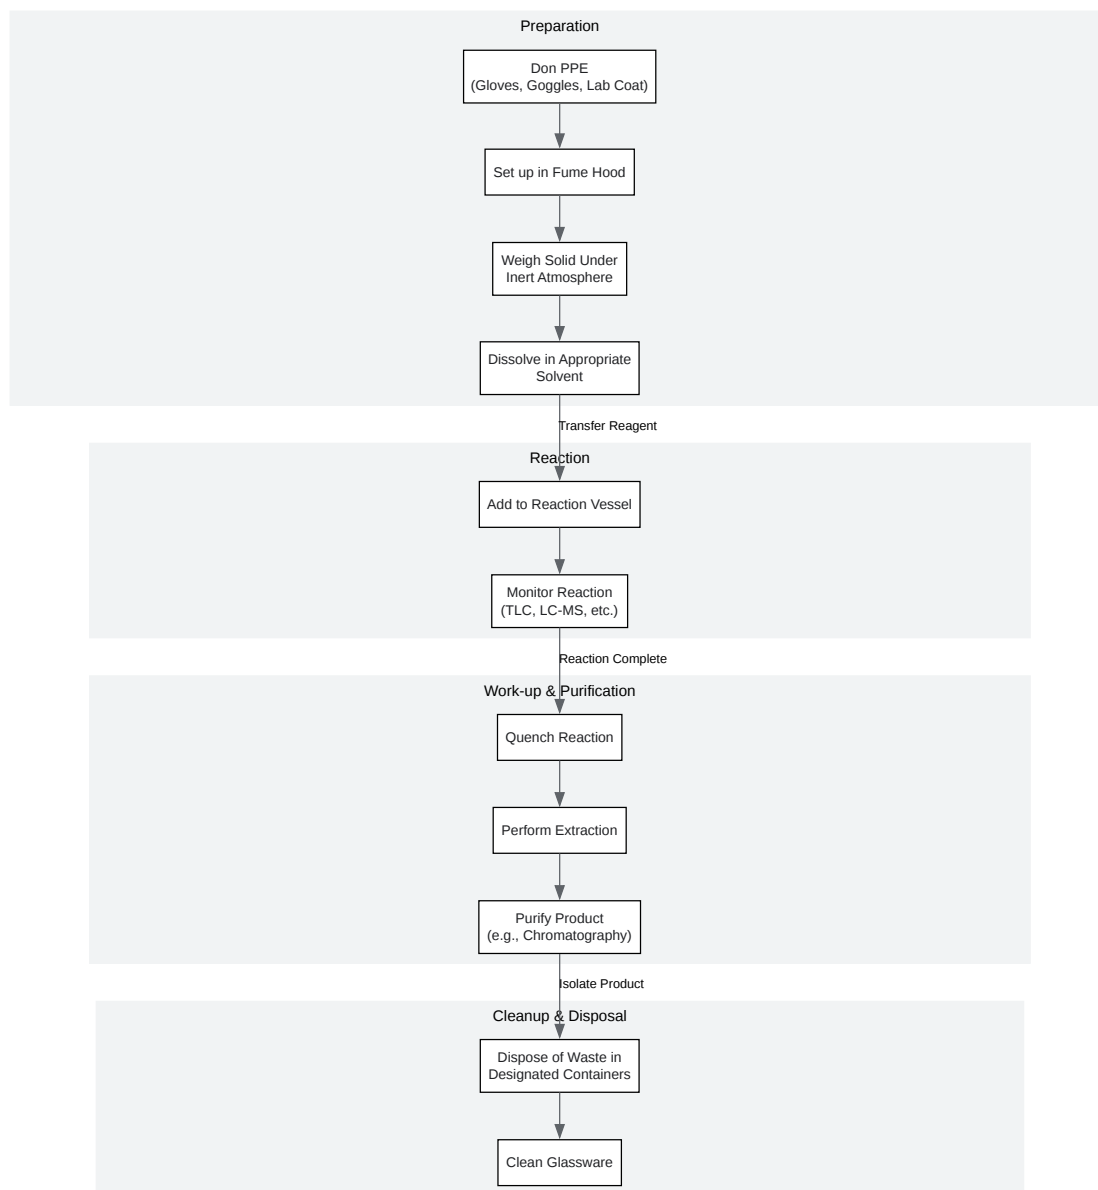 Preparation
Don PPE
(Gloves, Goggles, Lab Coat)
Set up in Fume Hood
Weigh Solid Under
Inert Atmosphere
Dissolve in Appropriate
Solvent
Transfer Reagent
Reaction
Add to Reaction Vessel
Monitor Reaction
(TLC, LC-MS, etc.)
Reaction Complete
Work-up & Purification
Quench Reaction
Perform Extraction
Purify Product
(e.g., Chromatography)
Isolate Product
Cleanup & Disposal
Dispose of Waste in
Designated Containers
Clean Glassware